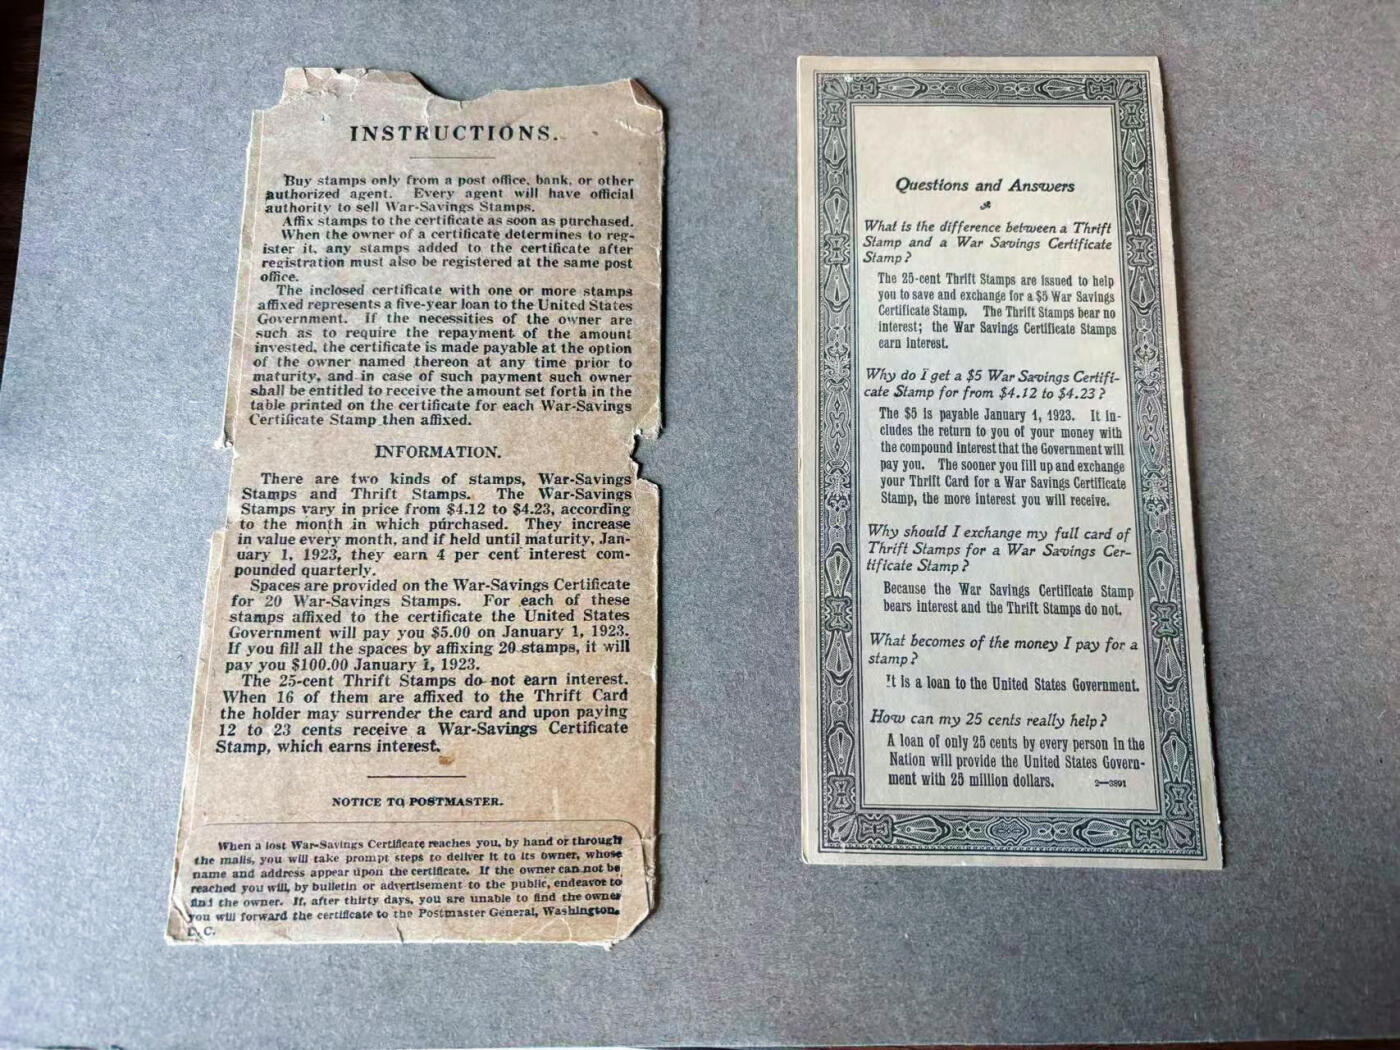 INSTRUCTIONS.
Buy stamps only from a post office, bank, or other
authorized agent. Every agent will have official
authority to sell War-Savings Stamps.
Affix stamps to the certificate as soon as purchased.
When the owner of a certificate determines to reg-
ister it, any stamps added to the certificate after
registration must also be registered at the same post
office.
The inclosed certificate with one or more stamps
affixed represents a five-year loan to the United States
Government. If the necessities of the owner are
such as to require the repayment of the amount
invested, the certificate is made payable at the option
of the owner named thereon at any time prior to
maturity, and in case of such payment such owner
shall be entitled to receive the amount set forth in the
table printed on the certificate for each War-Savings
Certificate Stamp then affixed.
INFORMATION.
There are two kinds of stamps, War-Savings
Stamps and Thrift Stamps. The War-Savings
Stamps vary in price from $4.12 to $4.23, according
to the month in which purchased. They increase
in value every month, and if held until maturity, Jan-
uary 1, 1923, they earn 4 per cent interest com-
pounded quarterly.
Spaces are provided on the War-Savings Certificate
for 20 War-Savings Stamps. For each of these
stamps affixed to the certificate the United States
Government will pay you $5.00 on January 1, 1923.
If you fill all the spaces by affixing 20 stamps, it will
pay you $100.00 January 1, 1923.
The 25-cent Thrift Stamps do not earn interest.
When 16 of them are affixed to the Thrift Card
the holder may surrender the card and upon paying
12 to 23 cents receive a War-Savings Certificate
Stamp, which earns interest.
NOTICE TO POSTMASTER.
When a lost War-Savings Certificate reaches you, by hand or through
the mails, you will take prompt steps to deliver it to its owner, whose
name and address appear upon the certificate. If the owner can not be
reached you will, by bulletin or advertisement to the public, endeavor to
find the owner. If, after thirty days, you are unable to find the owner
you will forward the certificate to the Postmaster General, Washington,
D. C.
Questions and Answers
What is the difference between a Thrift
Stamp and a War Savings Certificate
Stamp?
The 25-cent Thrift Stamps are issued to help
you to save and exchange for a $5 War Savings
Certificate Stamp. The Thrift Stamps bear no
interest; the War Savings Certificate Stamps
earn interest.
Why do I get a $5 War Savings Certifi-
cate Stamp for from $4.12 to $4.23?
The $5 is payable January 1, 1923. It in-
cludes the return to you of your money with
the compound interest that the Government will
pay you. The sooner you fill up and exchange
your Thrift Card for a War Savings Certificate
Stamp, the more interest you will receive.
Why should I exchange my full card of
Thrift Stamps for a War Savings Cer-
tificate Stamp?
Because the War Savings Certificate Stamp
bears interest and the Thrift Stamps do not.
What becomes of the money I pay for a
stamp?
It is a loan to the United States Government.
How can my 25 cents really help?
A loan of only 25 cents by every person in the
Nation will provide the United States Govern-
ment with 25 million dollars. 2—3891